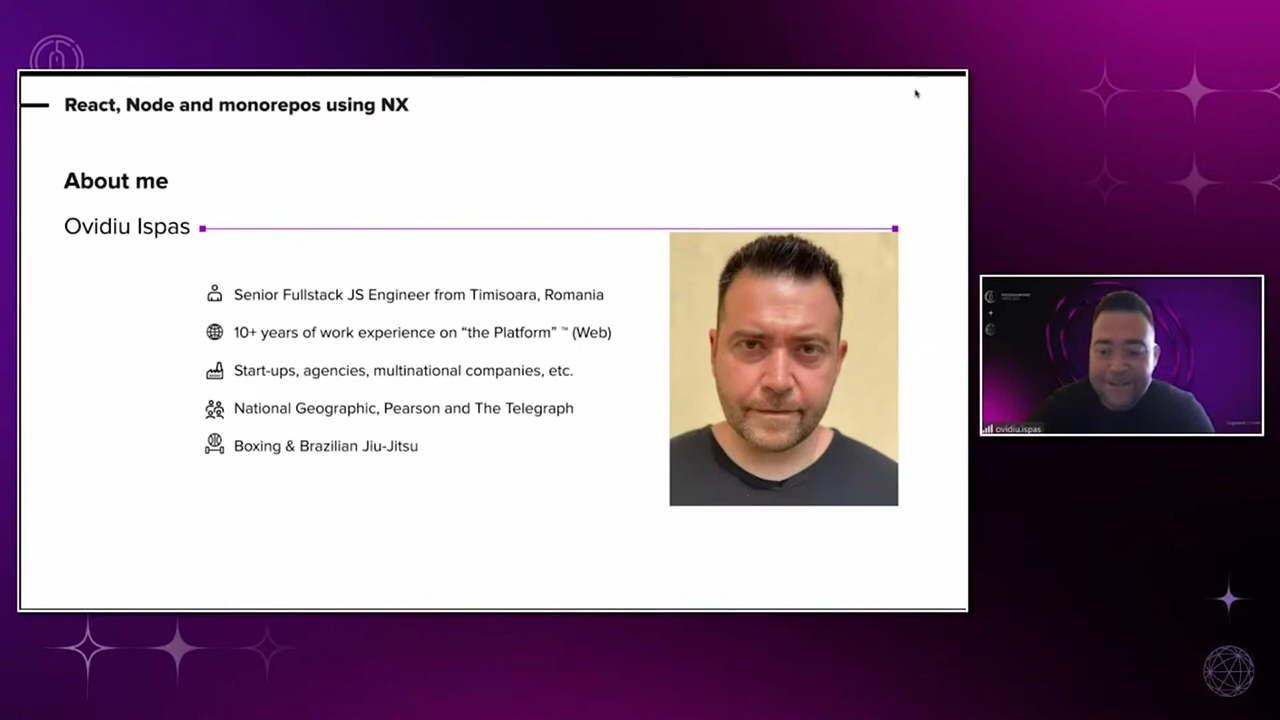 React, Node and monorepos using NX
About me
Ovidiu Ispas
Senior Fullstack JS Engineer from Timisoara, Romania
10+ years of work experience on “the Platform” ™ (Web)
Start-ups, agencies, multinational companies, etc.
National Geographic, Pearson and The Telegraph
Boxing & Brazilian Jiu-Jitsu
ovidiu.ispas